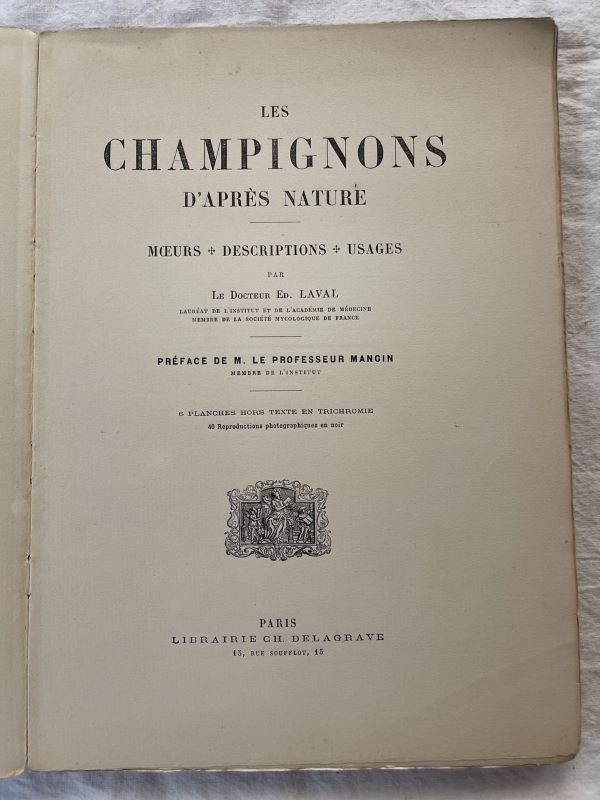 LES
CHAMPIGNONS
D'APRÈS NATURE
MŒURS ✢ DESCRIPTIONS ✢ USAGES
PAR
LE DOCTEUR ED. LAVAL
LAURÉAT DE L'INSTITUT ET DE L'ACADÉMIE DE MÉDECINE
MEMBRE DE LA SOCIÉTÉ MYCOLOGIQUE DE FRANCE
PRÉFACE DE M. LE PROFESSEUR MANGIN
MEMBRE DE L'INSTITUT
6 PLANCHES HORS TEXTE EN TRICHROMIE
40 Reproductions photographiques en noir
PARIS
LIBRAIRIE CH. DELAGRAVE
15, RUE SOUFFLOT, 15